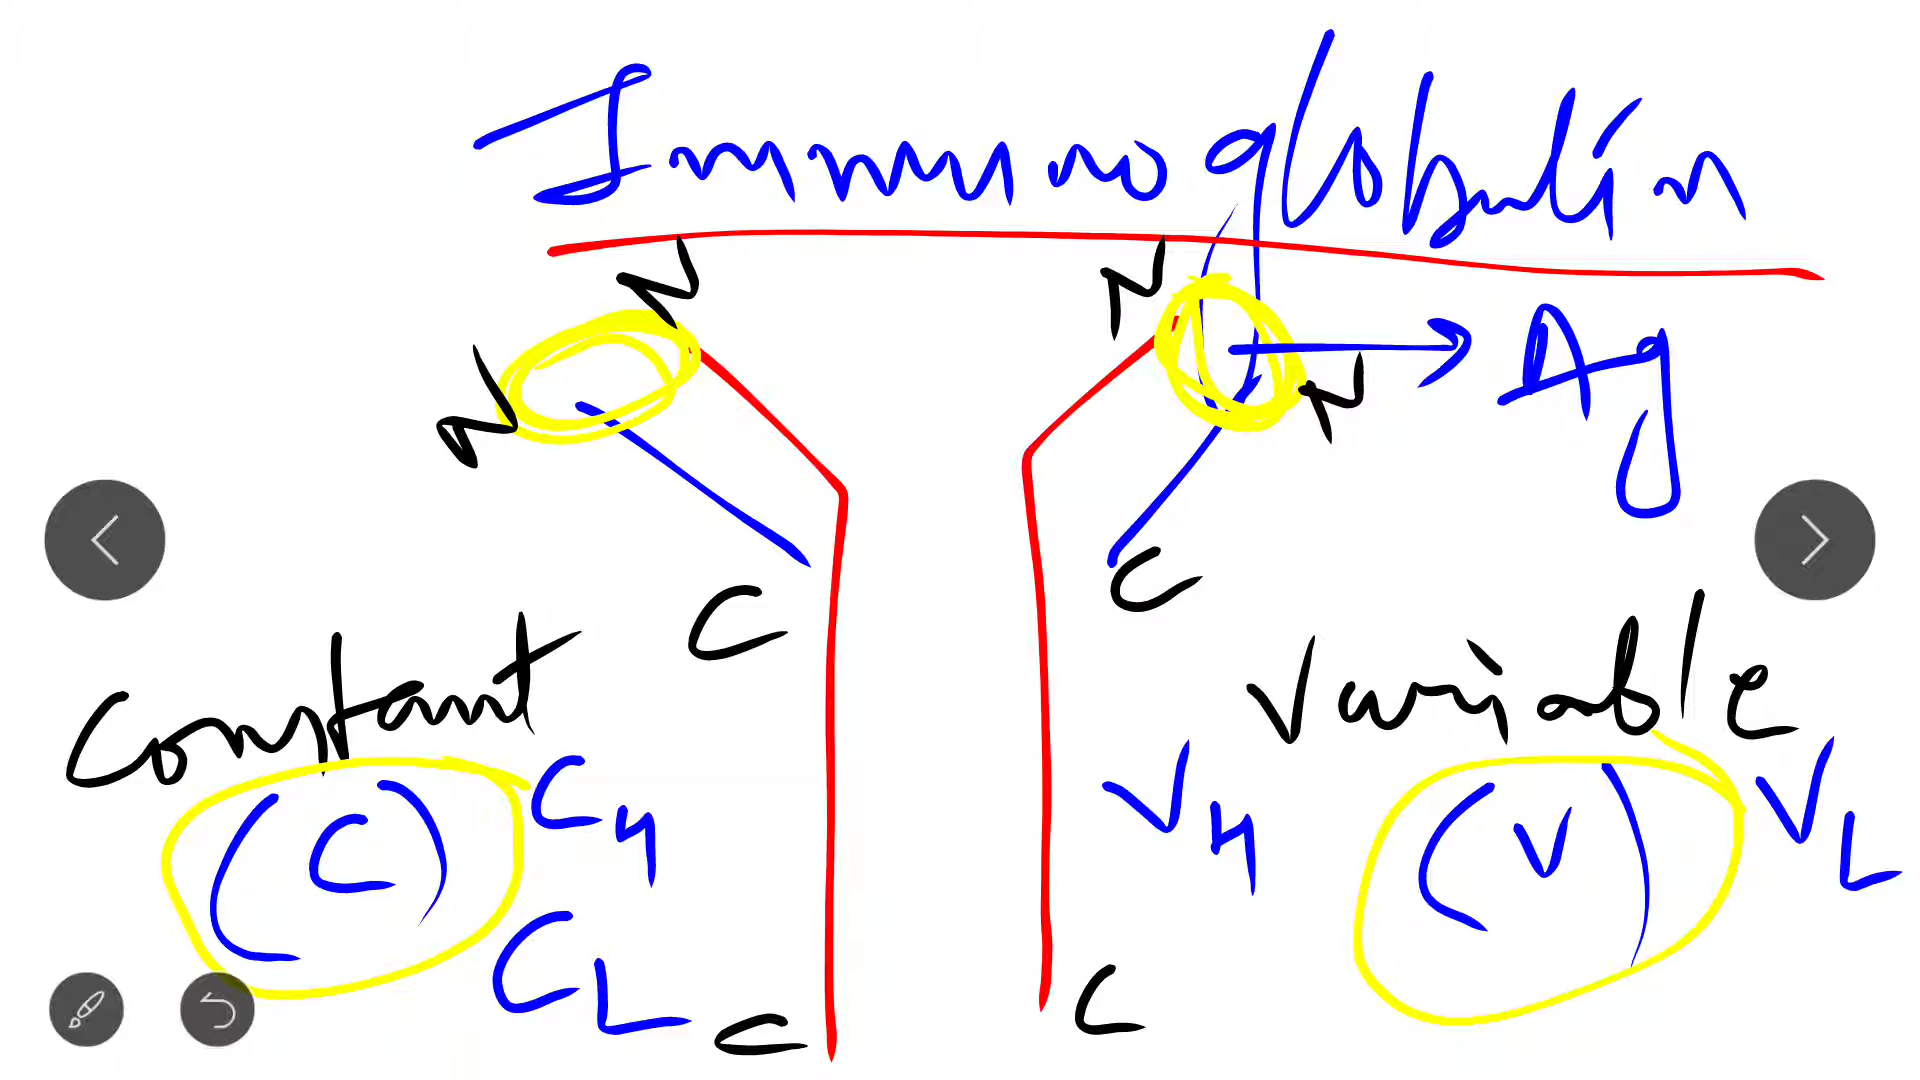 Immunoglobulin
N N
N N → Ag
C C
Constant Variable
(C) CH VH (V) VL
CL
C C